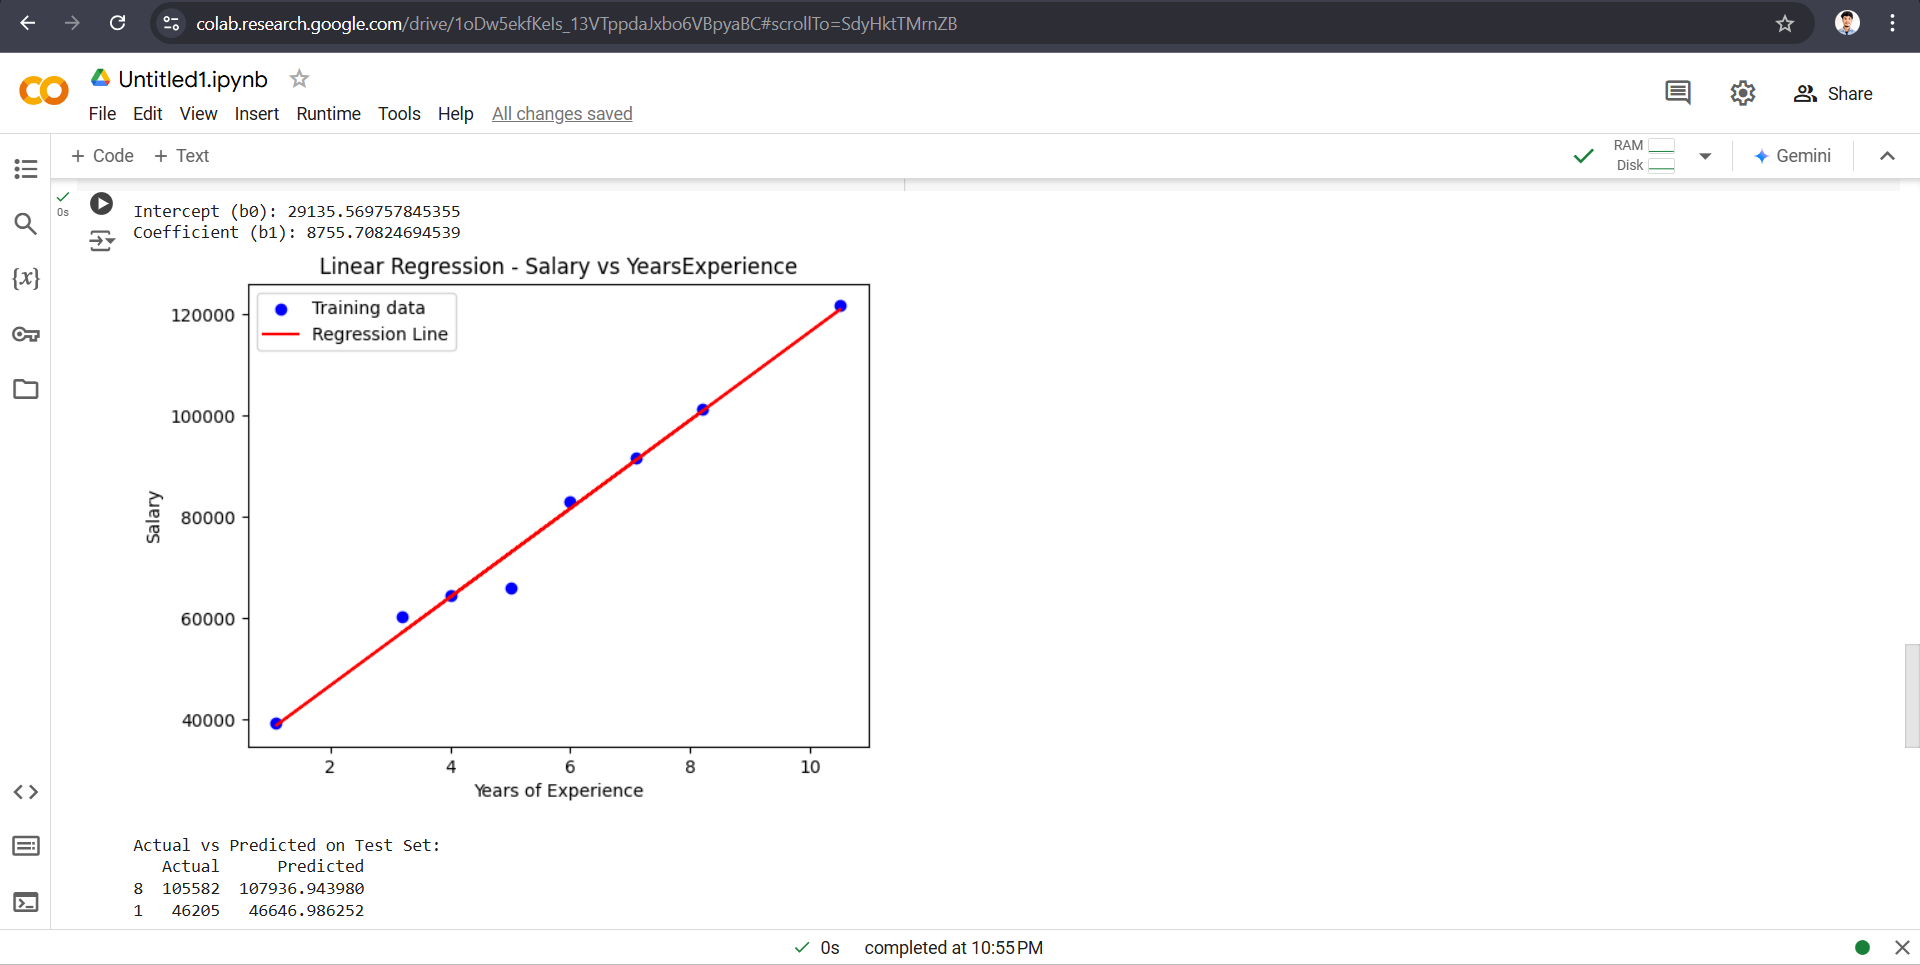 colab.research.google.com/drive/1oDw5ekfKeIs_13VTppdaJxbo6VBpyaBC#scrollTo=SdyHktTMrnZB
CO
Untitled1.ipynb
File Edit View Insert Runtime Tools Help All changes saved
Share
+ Code + Text
RAM
Disk
Gemini
0s
{x}
Intercept (b0): 29135.569757845355
Coefficient (b1): 8755.70824694539
Linear Regression - Salary vs YearsExperience
Training data
Regression Line
120000
100000
80000
60000
40000
Salary
2 4 6 8 10
Years of Experience
Actual vs Predicted on Test Set:
Actual Predicted
8 105582 107936.943980
1 46205 46646.986252
0s completed at 10:55 PM